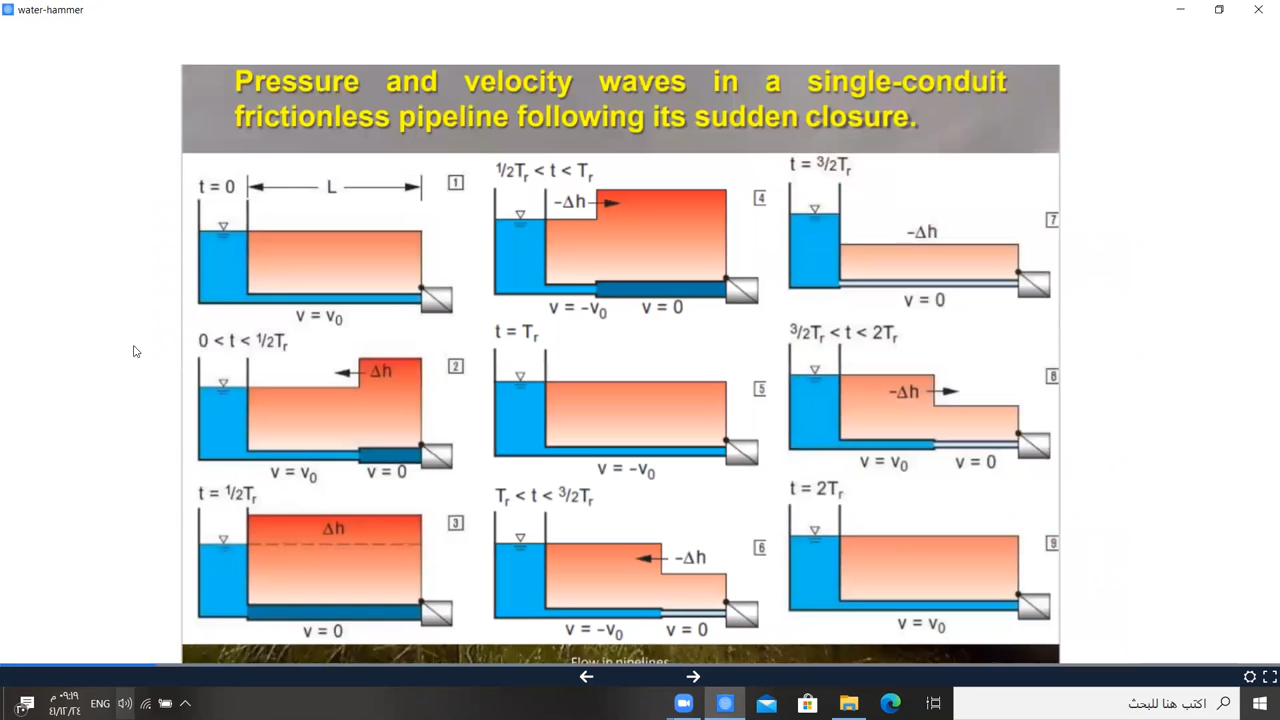 water-hammer
Pressure and velocity waves in a single-conduit
frictionless pipeline following its sudden closure.
t = 0
L
1
v = v₀
0 < t < ½Tᵣ
Δh
2
v = v₀
v = 0
t = ½Tᵣ
Δh
3
v = 0
½Tᵣ < t < Tᵣ
-Δh
4
v = -v₀
v = 0
t = Tᵣ
5
v = -v₀
Tᵣ < t < ³/₂Tᵣ
-Δh
6
v = -v₀
v = 0
t = ³/₂Tᵣ
-Δh
7
v = 0
³/₂Tᵣ < t < 2Tᵣ
-Δh
8
v = v₀
v = 0
t = 2Tᵣ
9
v = v₀
Flow in pipelines
ENG
اكتب هنا للبحث